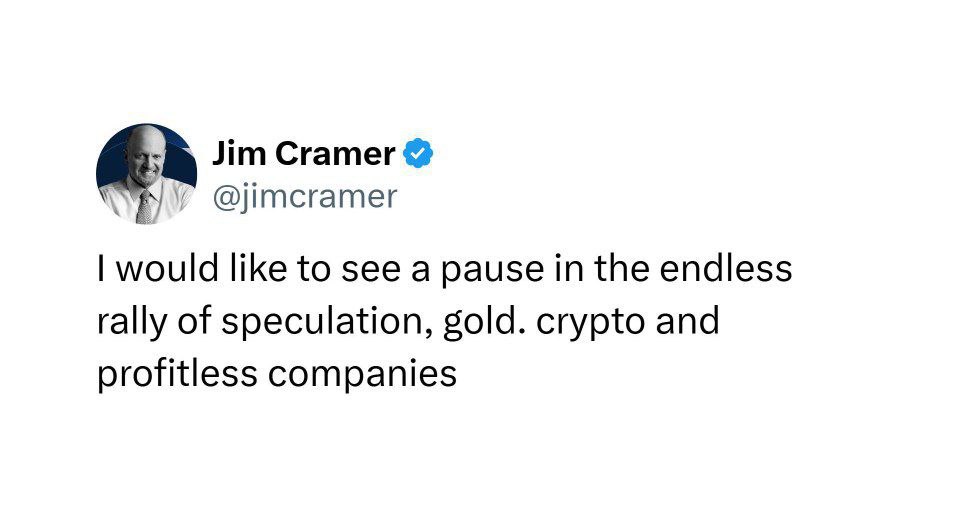 Jim Cramer
@jimcramer
I would like to see a pause in the endless
rally of speculation, gold. crypto and
profitless companies